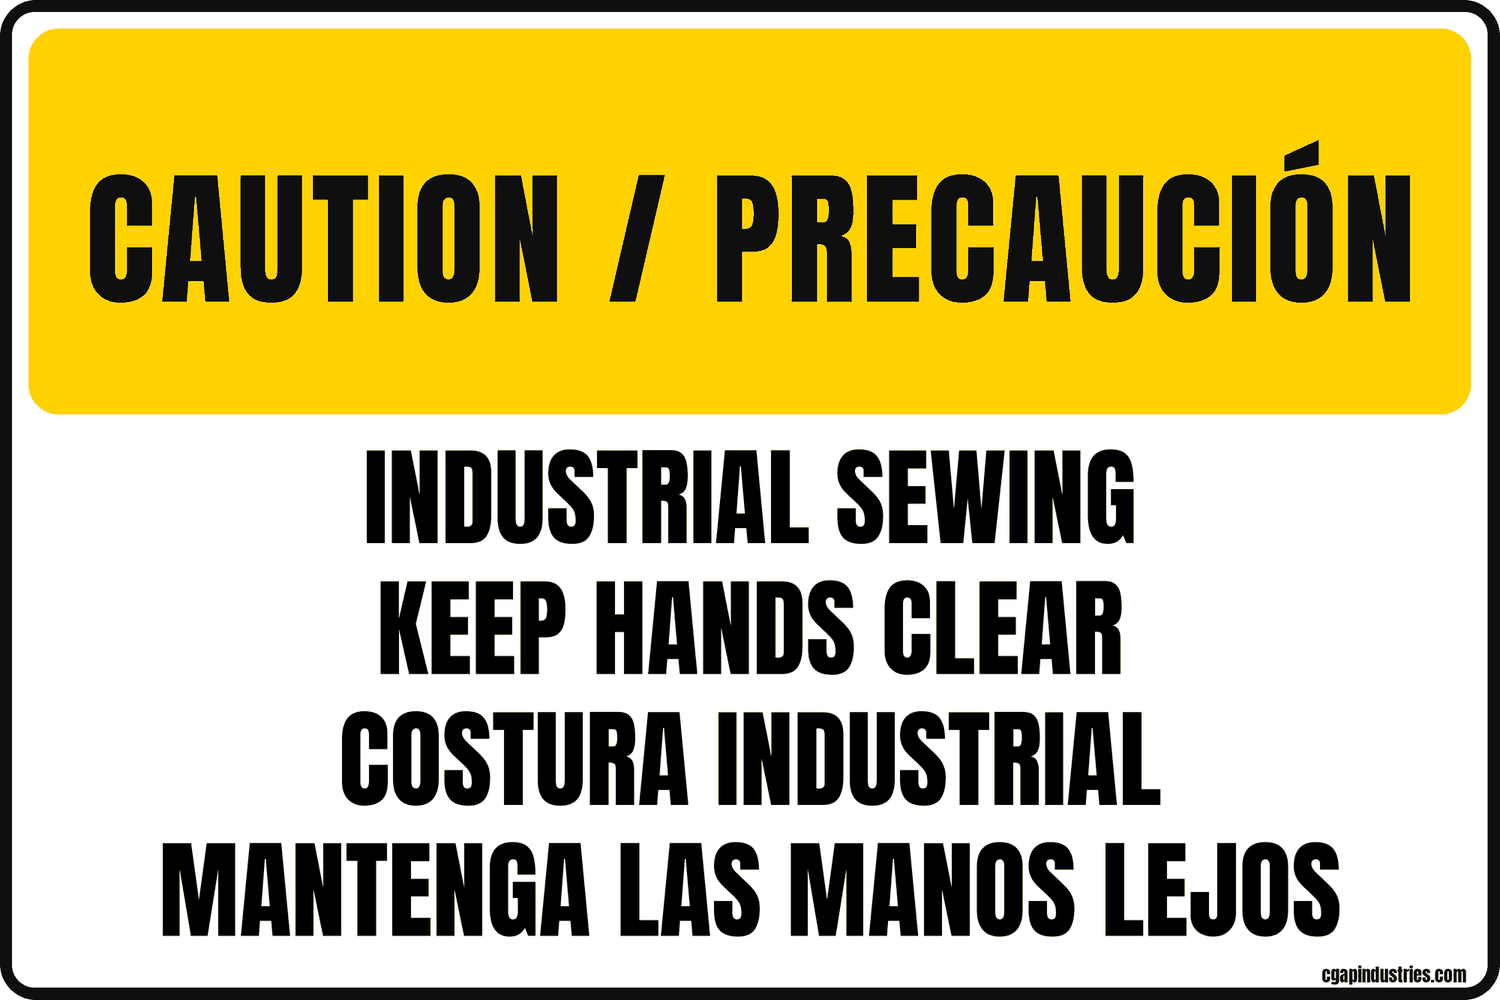 CAUTION / PRECAUCIÓN
INDUSTRIAL SEWING
KEEP HANDS CLEAR
COSTURA INDUSTRIAL
MANTENGA LAS MANOS LEJOS
cgapindustries.com